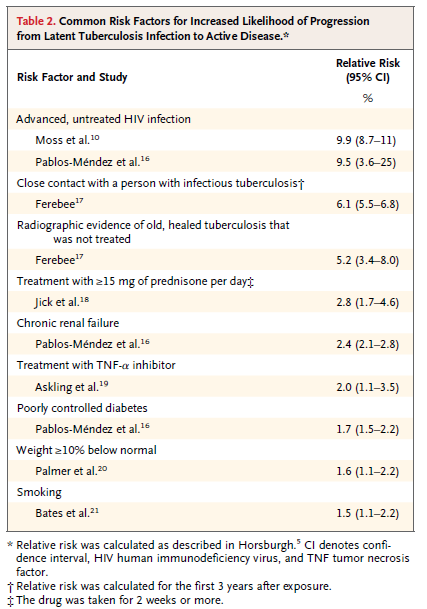 Table 2. Common Risk Factors for Increased Likelihood of Progression
from Latent Tuberculosis Infection to Active Disease.*
Risk Factor and Study Relative Risk
(95% CI)
%
Advanced, untreated HIV infection
Moss et al.10 9.9 (8.7–11)
Pablos-Méndez et al.16 9.5 (3.6–25)
Close contact with a person with infectious tuberculosis†
Ferebee17 6.1 (5.5–6.8)
Radiographic evidence of old, healed tuberculosis that
was not treated
Ferebee17 5.2 (3.4–8.0)
Treatment with ≥15 mg of prednisone per day‡
Jick et al.18 2.8 (1.7–4.6)
Chronic renal failure
Pablos-Méndez et al.16 2.4 (2.1–2.8)
Treatment with TNF-α inhibitor
Askling et al.19 2.0 (1.1–3.5)
Poorly controlled diabetes
Pablos-Méndez et al.16 1.7 (1.5–2.2)
Weight ≥10% below normal
Palmer et al.20 1.6 (1.1–2.2)
Smoking
Bates et al.21 1.5 (1.1–2.2)
* Relative risk was calculated as described in Horsburgh.5 CI denotes confi-
dence interval, HIV human immunodeficiency virus, and TNF tumor necrosis
factor.
† Relative risk was calculated for the first 3 years after exposure.
‡ The drug was taken for 2 weeks or more.